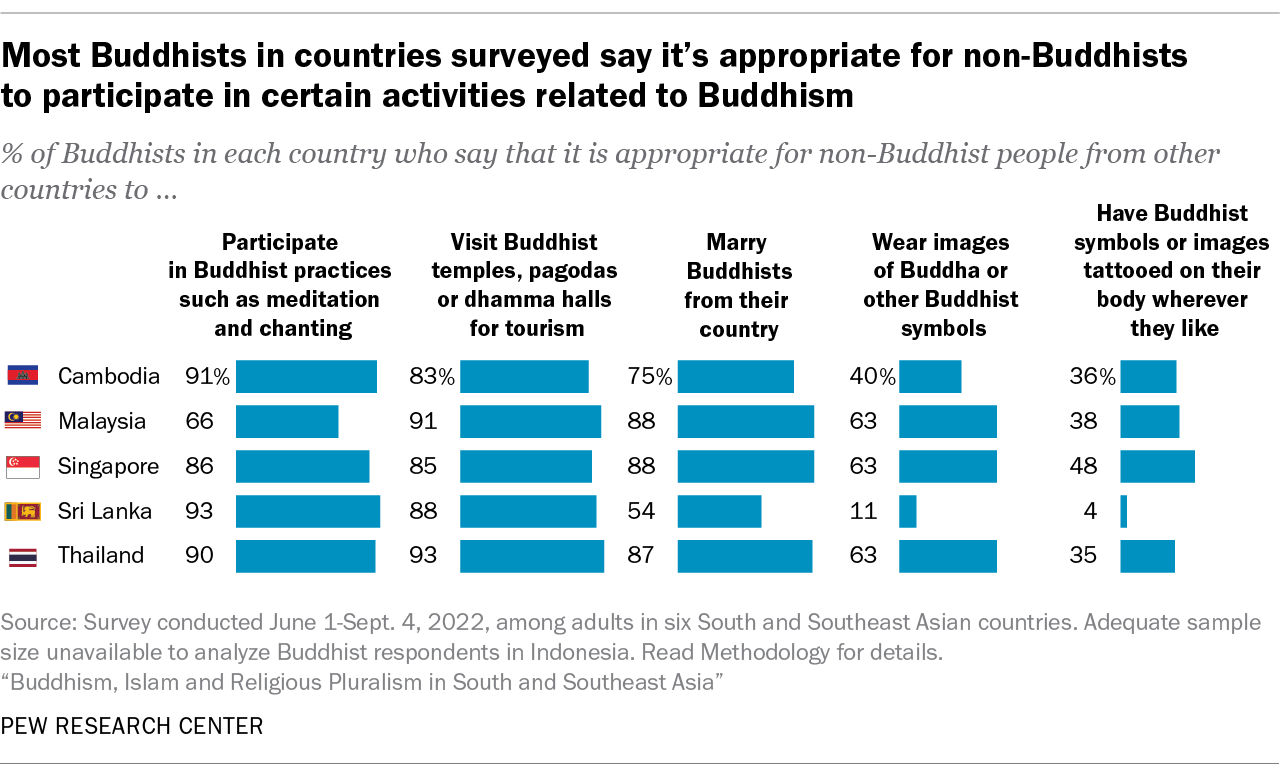 Most Buddhists in countries surveyed say it’s appropriate for non-Buddhists
to participate in certain activities related to Buddhism
% of Buddhists in each country who say that it is appropriate for non-Buddhist people from other
countries to ...
Participate
in Buddhist practices
such as meditation
and chanting
Visit Buddhist
temples, pagodas
or dhamma halls
for tourism
Marry
Buddhists
from their
country
Wear images
of Buddha or
other Buddhist
symbols
Have Buddhist
symbols or images
tattooed on their
body wherever
they like
Cambodia 91% 83% 75% 40% 36%
Malaysia 66 91 88 63 38
Singapore 86 85 88 63 48
Sri Lanka 93 88 54 11 4
Thailand 90 93 87 63 35
Source: Survey conducted June 1-Sept. 4, 2022, among adults in six South and Southeast Asian countries. Adequate sample
size unavailable to analyze Buddhist respondents in Indonesia. Read Methodology for details.
“Buddhism, Islam and Religious Pluralism in South and Southeast Asia”
PEW RESEARCH CENTER